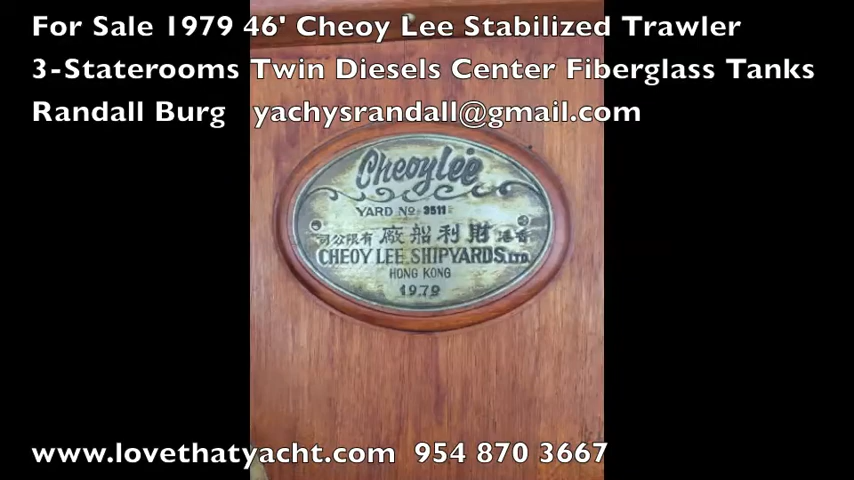 For Sale 1979 46' Cheoy Lee Stabilized Trawler
3-Staterooms Twin Diesels Center Fiberglass Tanks
Randall Burg yachysrandall@gmail.com
Cheoy Lee
YARD NO. 3511
司公限有 廠船利財 港香
CHEOY LEE SHIPYARDS LTD.
HONG KONG
1979
www.lovethatyacht.com 954 870 3667